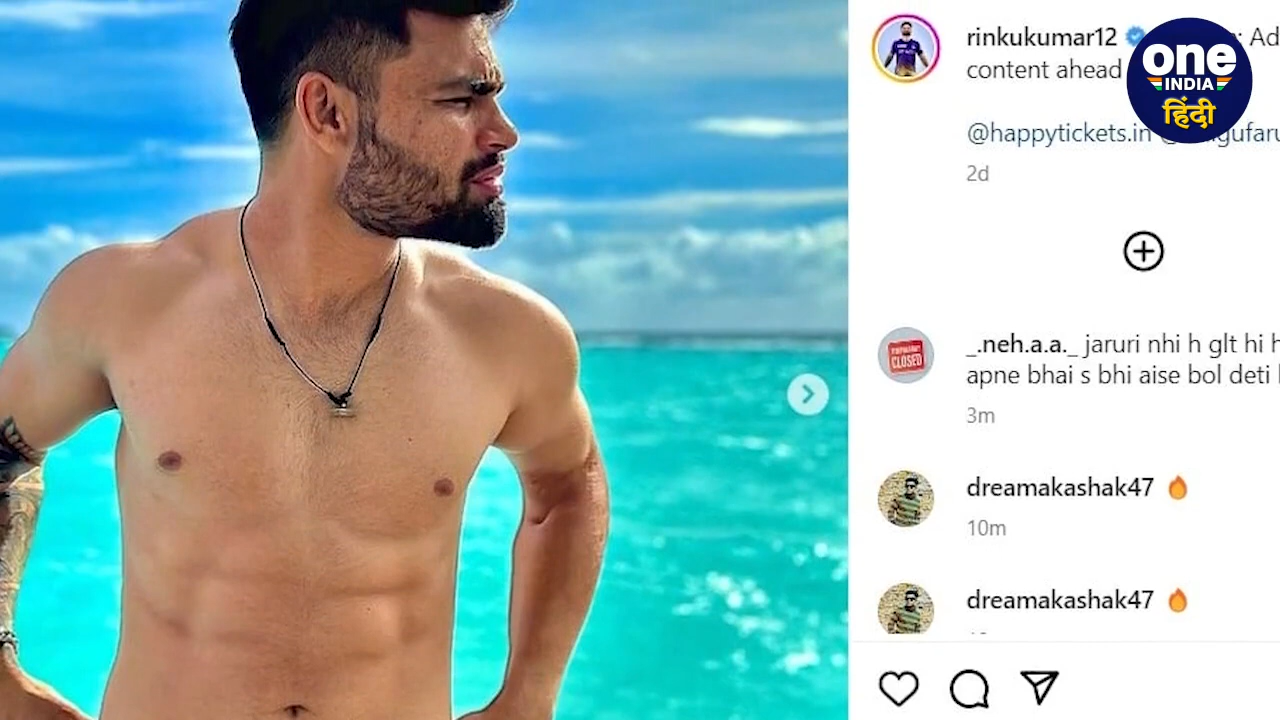 rinkukumar12
content ahead
one
INDIA
हिंदी
@happytickets.in
2d
CLOSED
_.neh.a.a._ jaruri nhi h glt hi
apne bhai s bhi aise bol deti
3m
dreamakashak47 🔥
10m
dreamakashak47 🔥